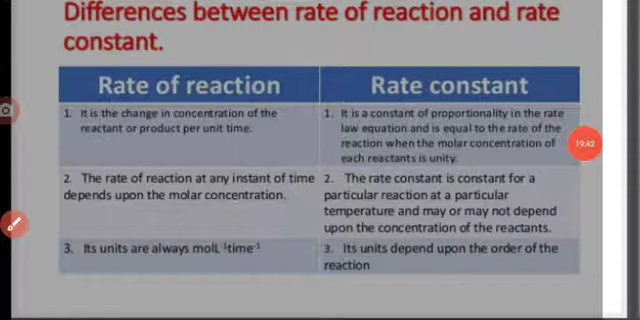 Differences between rate of reaction and rate
constant.
Rate of reaction
Rate constant
1. It is the change in concentration of the
reactant or product per unit time.
1. It is a constant of proportionality in the rate
law equation and is equal to the rate of the
reaction when the molar concentration of
each reactants is unity.
2. The rate of reaction at any instant of time
depends upon the molar concentration.
2. The rate constant is constant for a
particular reaction at a particular
temperature and may or may not depend
upon the concentration of the reactants.
3. Its units are always molL⁻¹time⁻¹
3. Its units depend upon the order of the
reaction
19:42